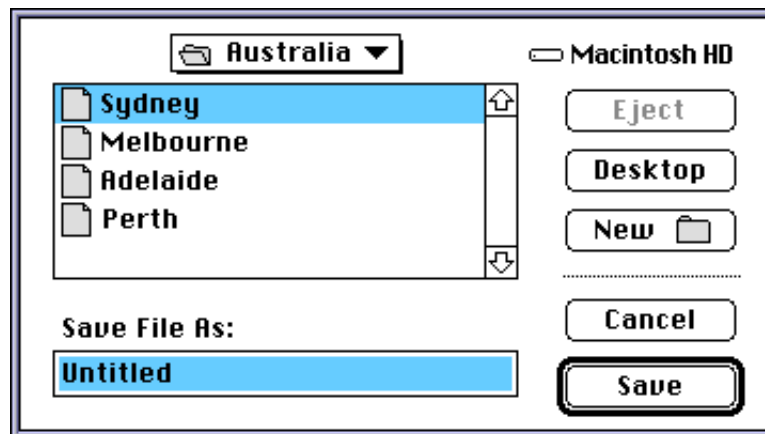 Australia
Macintosh HD
Sydney
Melbourne
Adelaide
Perth
Eject
Desktop
New
Save File As:
Untitled
Cancel
Save